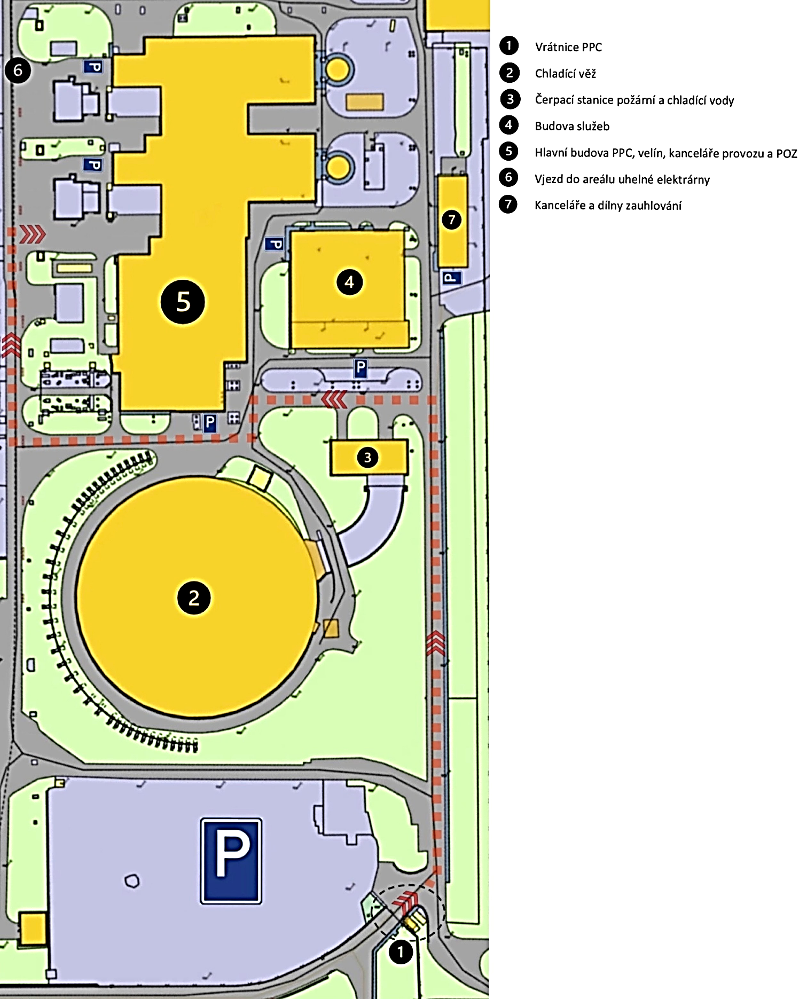 1 Vrátnice PPC
2 Chladící věž
3 Čerpací stanice požární a chladící vody
4 Budova služeb
5 Hlavní budova PPC, velín, kanceláře provozu a POZ
6 Vjezd do areálu uhelné elektrárny
7 Kanceláře a dílny zauhlování
6
P
P
7
P
4
P
5
P
P
3
2
P
1